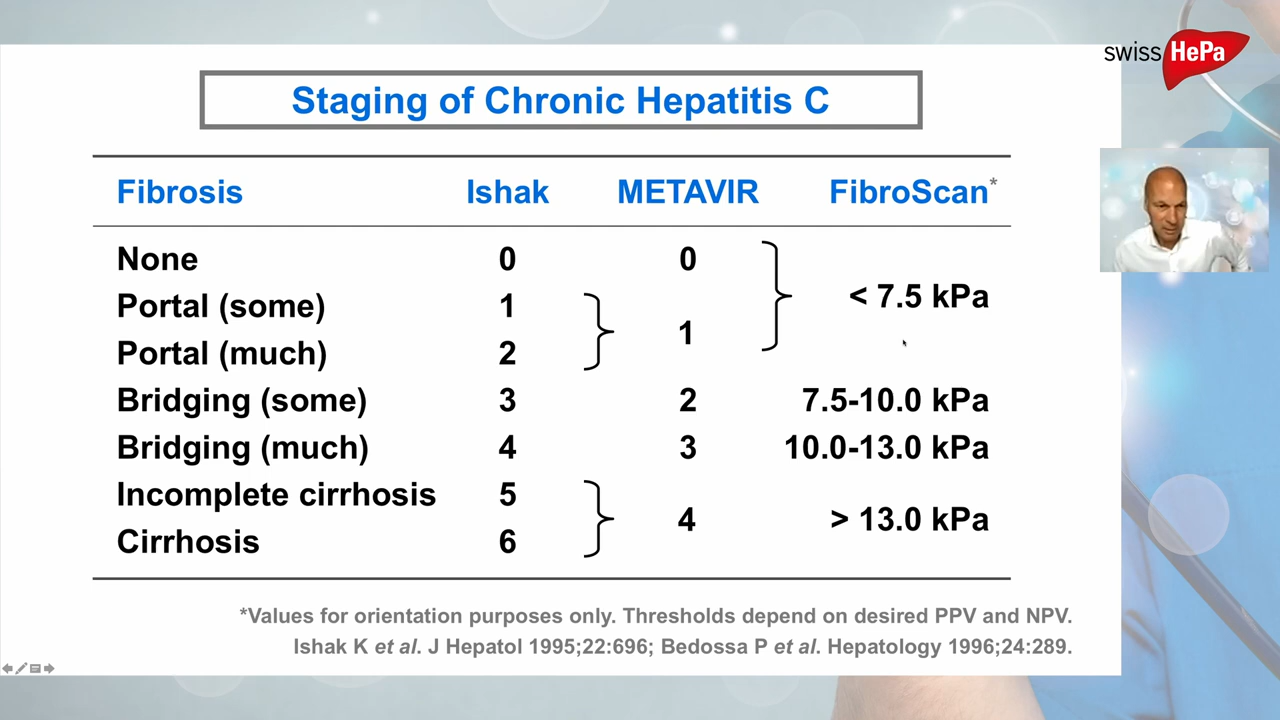 swiss HePa
Staging of Chronic Hepatitis C
Fibrosis Ishak METAVIR FibroScan*
None 0 0
< 7.5 kPa
Portal (some) 1
1
Portal (much) 2
Bridging (some) 3 2 7.5-10.0 kPa
Bridging (much) 4 3 10.0-13.0 kPa
Incomplete cirrhosis 5
4 > 13.0 kPa
Cirrhosis 6
*Values for orientation purposes only. Thresholds depend on desired PPV and NPV.
Ishak K et al. J Hepatol 1995;22:696; Bedossa P et al. Hepatology 1996;24:289.